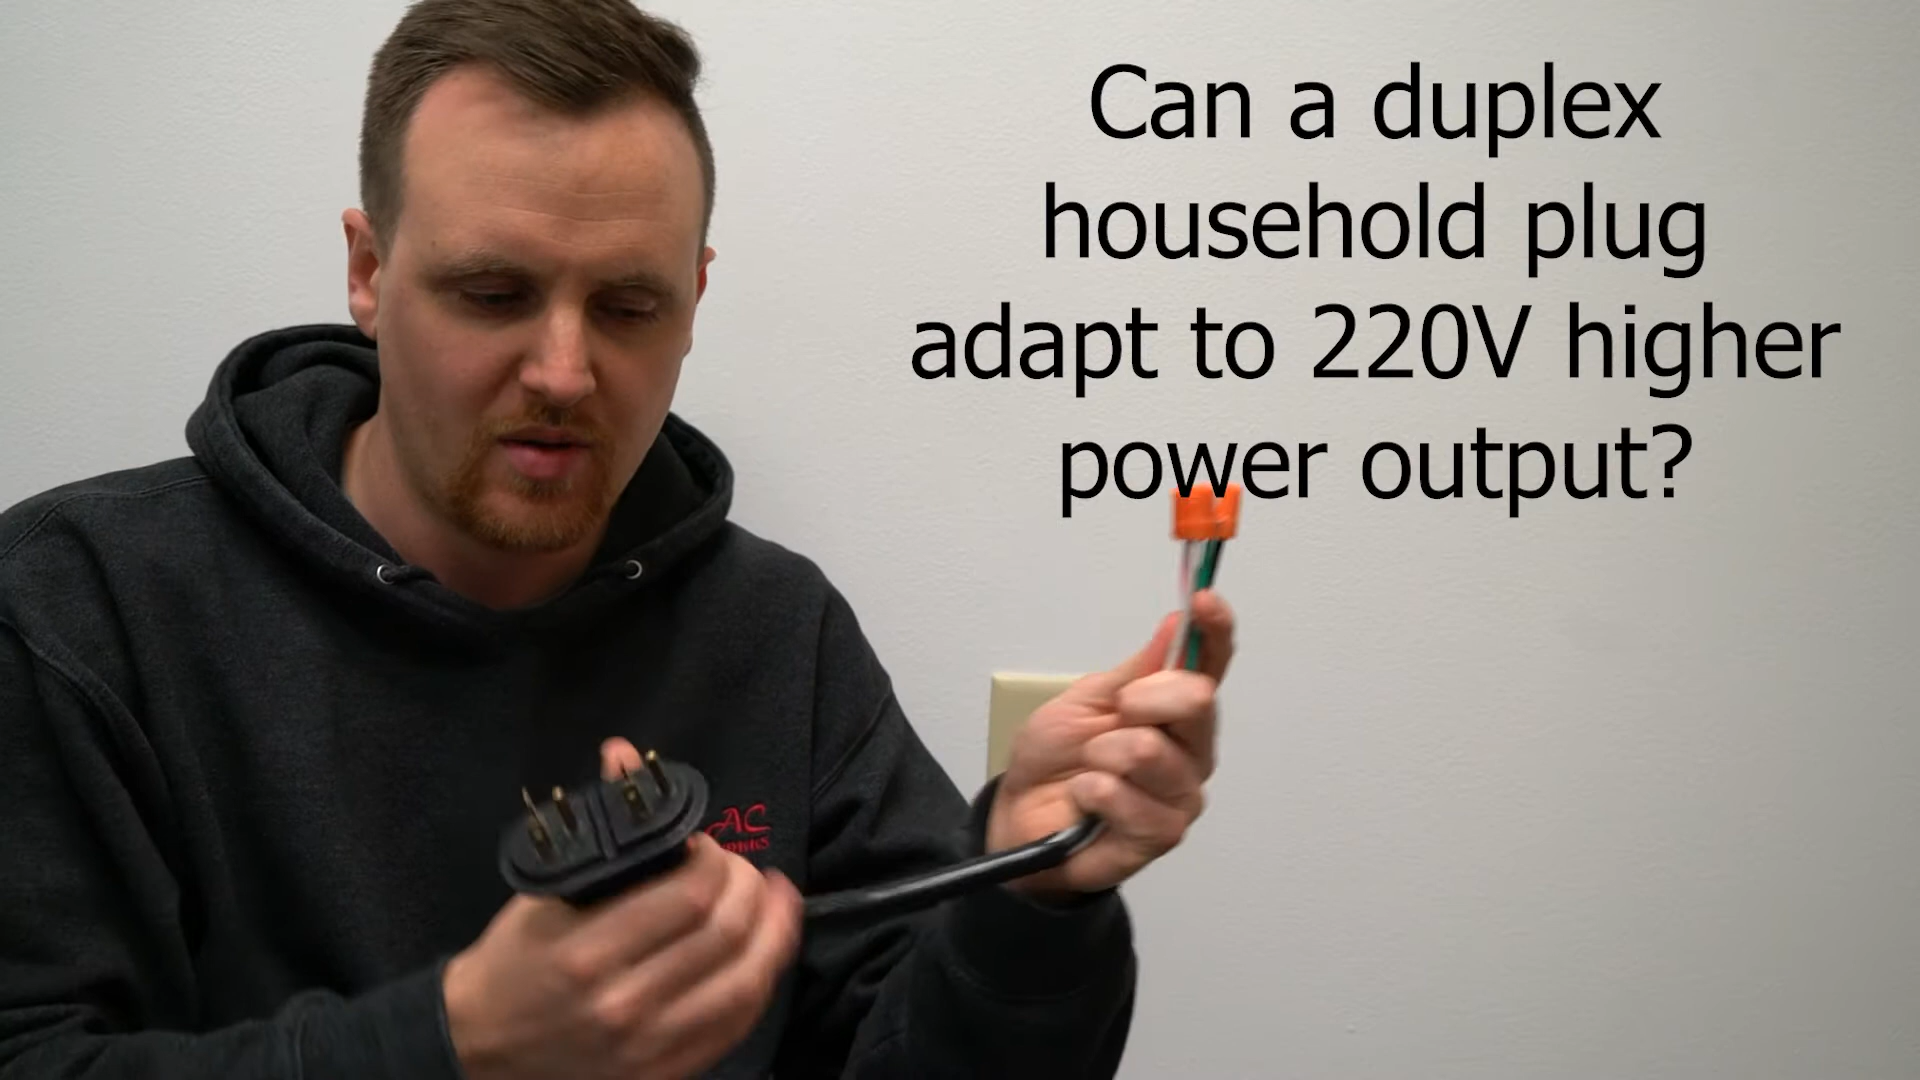 Can a duplex
household plug
adapt to 220V higher
power output?
AC